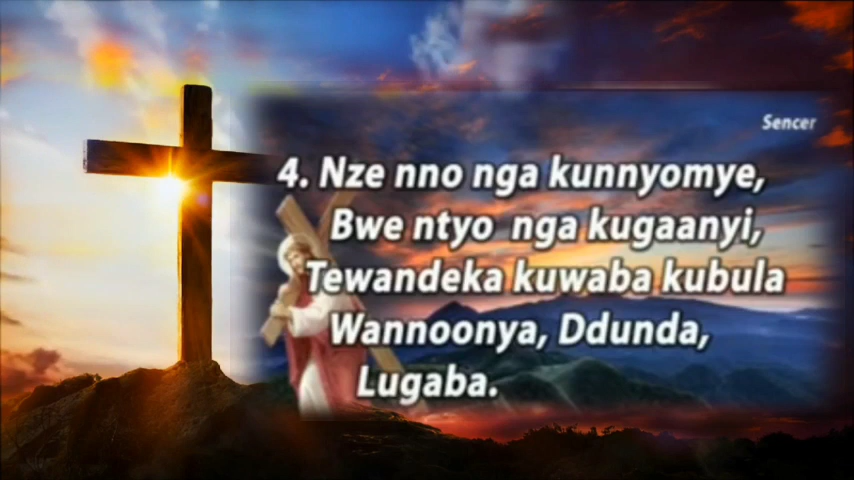 Sencer
4. Nze nno nga kunnyomye,
Bwe ntyo nga kugaanyi,
Tewandeka kuwaba kubula
Wannoonya, Ddunda,
Lugaba.